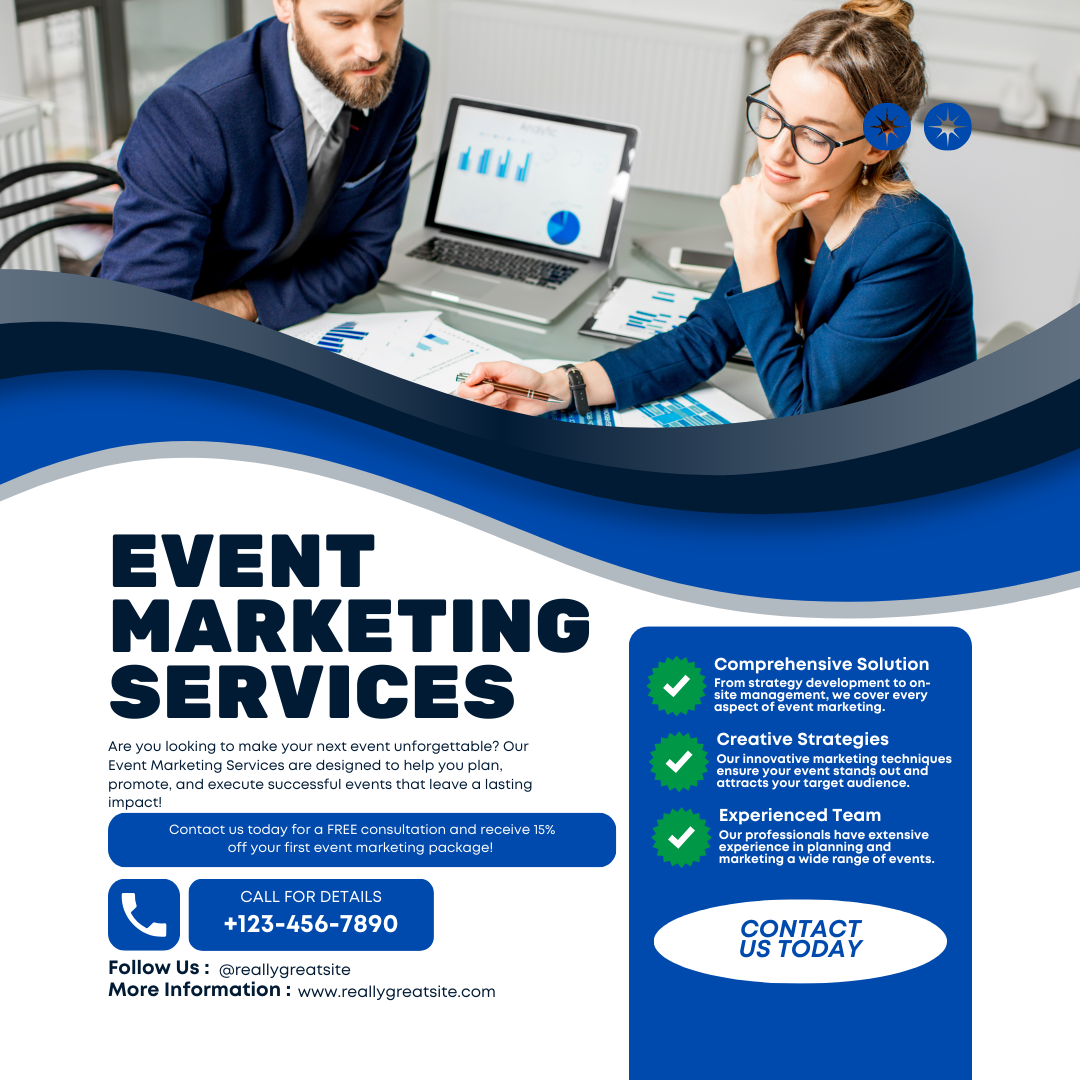 Analytic
EVENT
MARKETING
SERVICES
Are you looking to make your next event unforgettable? Our
Event Marketing Services are designed to help you plan,
promote, and execute successful events that leave a lasting
impact!
Contact us today for a FREE consultation and receive 15%
off your first event marketing package!
CALL FOR DETAILS
+123-456-7890
Follow Us : @reallygreatsite
More Information : www.reallygreatsite.com
Comprehensive Solution
From strategy development to on-
site management, we cover every
aspect of event marketing.
Creative Strategies
Our innovative marketing techniques
ensure your event stands out and
attracts your target audience.
Experienced Team
Our professionals have extensive
experience in planning and
marketing a wide range of events.
CONTACT
US TODAY